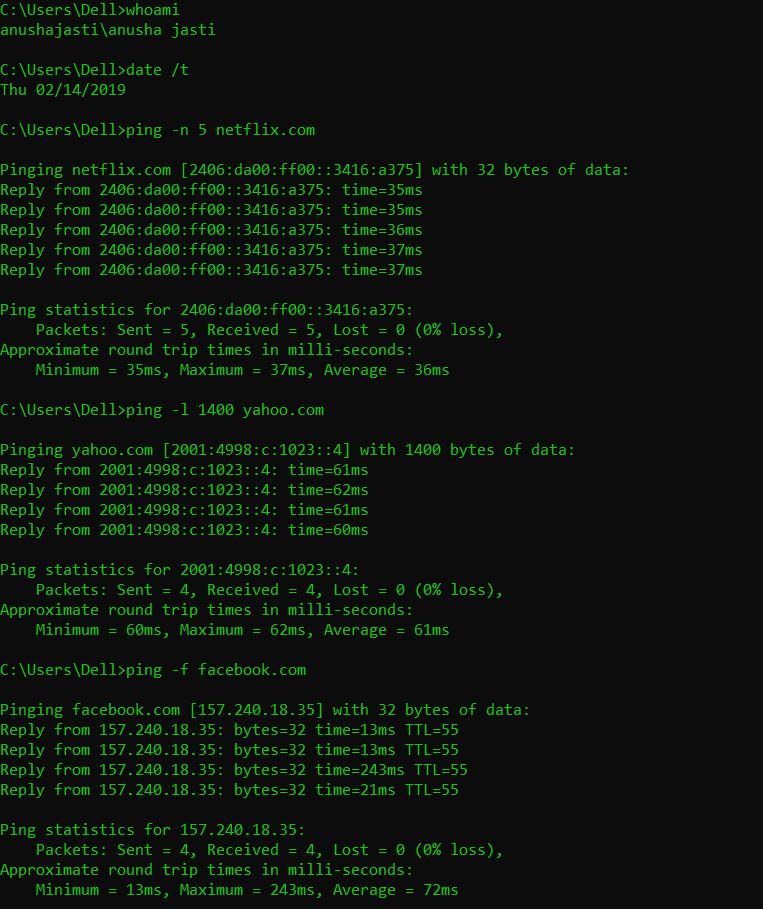 C:\Users\Dell>whoami
anushajasti\anusha jasti
C:\Users\Dell>date /t
Thu 02/14/2019
C:\Users\Dell>ping -n 5 netflix.com
Pinging netflix.com [2406:da00:ff00::3416:a375] with 32 bytes of data:
Reply from 2406:da00:ff00::3416:a375: time=35ms
Reply from 2406:da00:ff00::3416:a375: time=35ms
Reply from 2406:da00:ff00::3416:a375: time=36ms
Reply from 2406:da00:ff00::3416:a375: time=37ms
Reply from 2406:da00:ff00::3416:a375: time=37ms
Ping statistics for 2406:da00:ff00::3416:a375:
    Packets: Sent = 5, Received = 5, Lost = 0 (0% loss),
Approximate round trip times in milli-seconds:
    Minimum = 35ms, Maximum = 37ms, Average = 36ms
C:\Users\Dell>ping -l 1400 yahoo.com
Pinging yahoo.com [2001:4998:c:1023::4] with 1400 bytes of data:
Reply from 2001:4998:c:1023::4: time=61ms
Reply from 2001:4998:c:1023::4: time=62ms
Reply from 2001:4998:c:1023::4: time=61ms
Reply from 2001:4998:c:1023::4: time=60ms
Ping statistics for 2001:4998:c:1023::4:
    Packets: Sent = 4, Received = 4, Lost = 0 (0% loss),
Approximate round trip times in milli-seconds:
    Minimum = 60ms, Maximum = 62ms, Average = 61ms
C:\Users\Dell>ping -f facebook.com
Pinging facebook.com [157.240.18.35] with 32 bytes of data:
Reply from 157.240.18.35: bytes=32 time=13ms TTL=55
Reply from 157.240.18.35: bytes=32 time=13ms TTL=55
Reply from 157.240.18.35: bytes=32 time=243ms TTL=55
Reply from 157.240.18.35: bytes=32 time=21ms TTL=55
Ping statistics for 157.240.18.35:
    Packets: Sent = 4, Received = 4, Lost = 0 (0% loss),
Approximate round trip times in milli-seconds:
    Minimum = 13ms, Maximum = 243ms, Average = 72ms